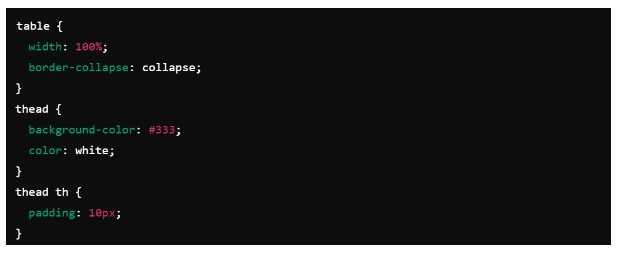 table {
  width: 100%;
  border-collapse: collapse;
}
thead {
  background-color: #333;
  color: white;
}
thead th {
  padding: 10px;
}